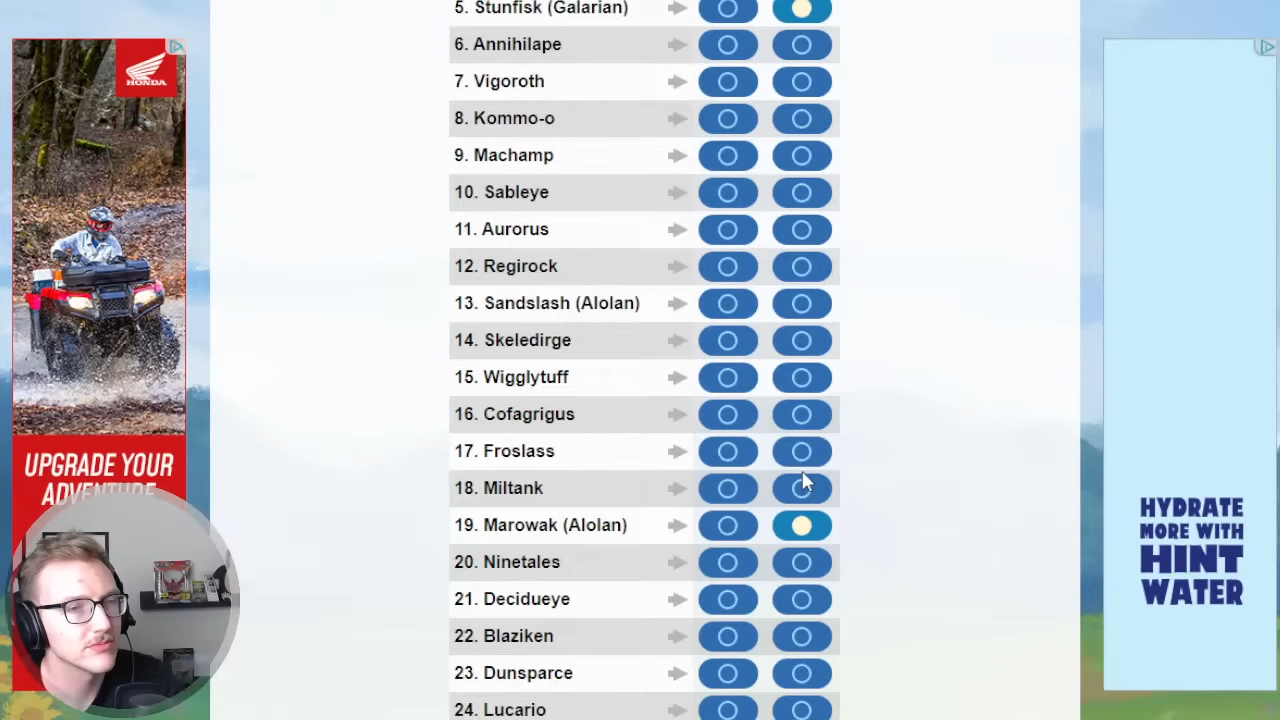 5. Stunfisk (Galarian)
6. Annihilape
7. Vigoroth
8. Kommo-o
9. Machamp
10. Sableye
11. Aurorus
12. Regirock
13. Sandslash (Alolan)
14. Skeledirge
15. Wigglytuff
16. Cofagrigus
17. Froslass
18. Miltank
19. Marowak (Alolan)
20. Ninetales
21. Decidueye
22. Blaziken
23. Dunsparce
24. Lucario
HONDA
UPGRADE YOUR
ADVENTURE
HYDRATE
MORE WITH
HINT
WATER